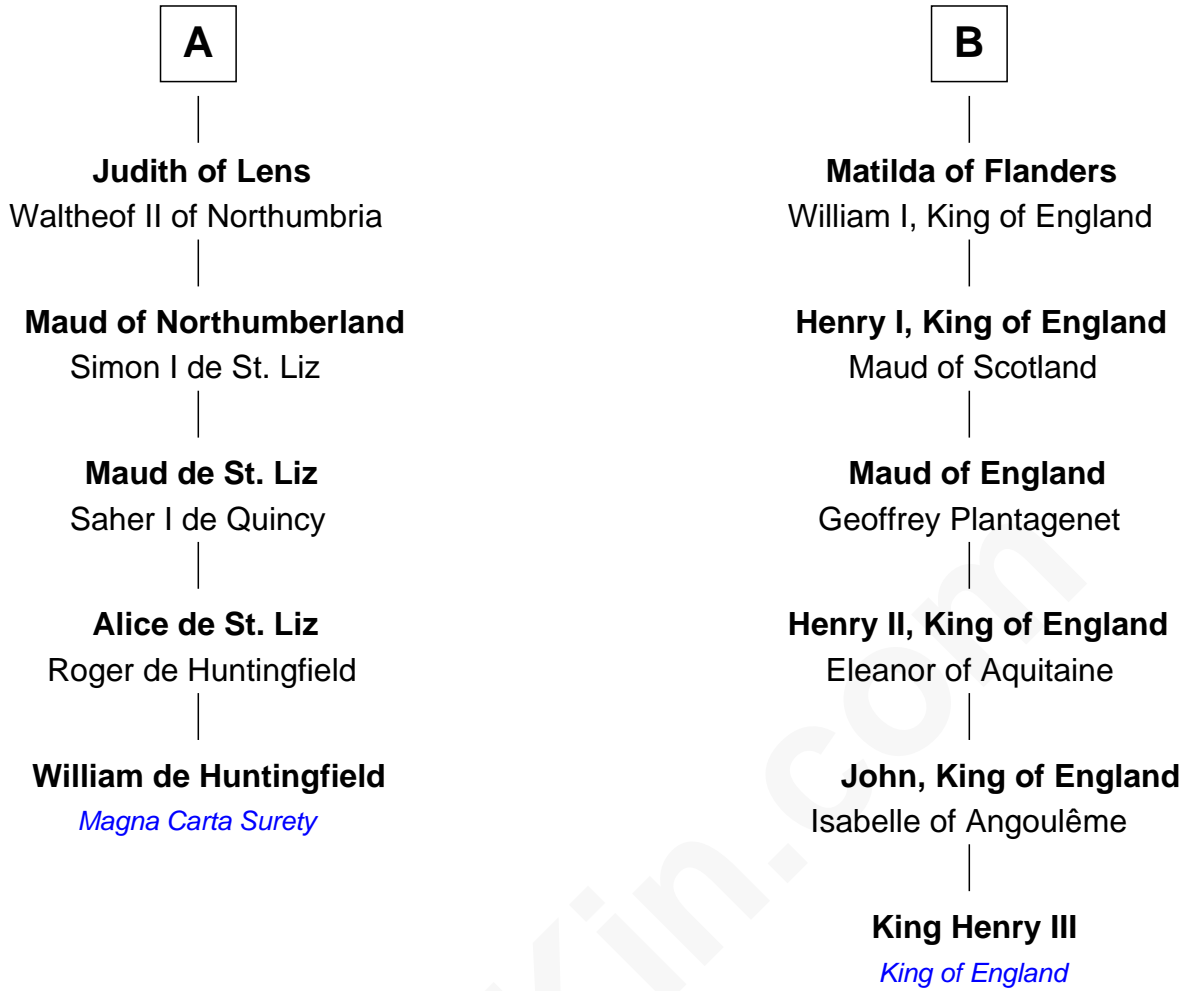 A
Judith of Lens
Waltheof II of Northumbria
Maud of Northumberland
Simon I de St. Liz
Maud de St. Liz
Saher I de Quincy
Alice de St. Liz
Roger de Huntingfield
William de Huntingfield
Magna Carta Surety
B
Matilda of Flanders
William I, King of England
Henry I, King of England
Maud of Scotland
Maud of England
Geoffrey Plantagenet
Henry II, King of England
Eleanor of Aquitaine
John, King of England
Isabelle of Angoulême
King Henry III
King of England
Kin.com